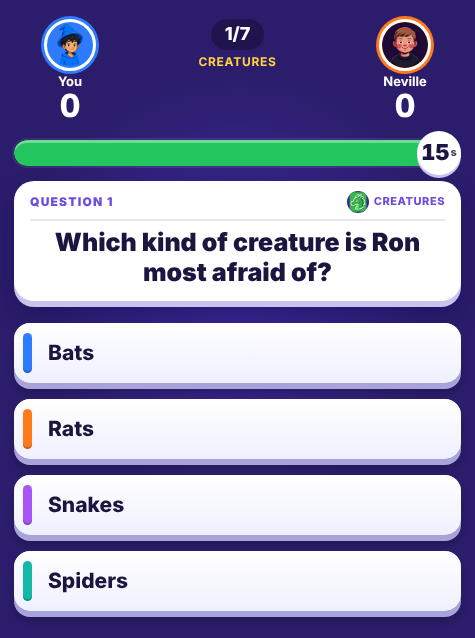 1/7
CREATURES
You
0
Neville
0
15s
QUESTION 1
CREATURES
Which kind of creature is Ron
most afraid of?
Bats
Rats
Snakes
Spiders